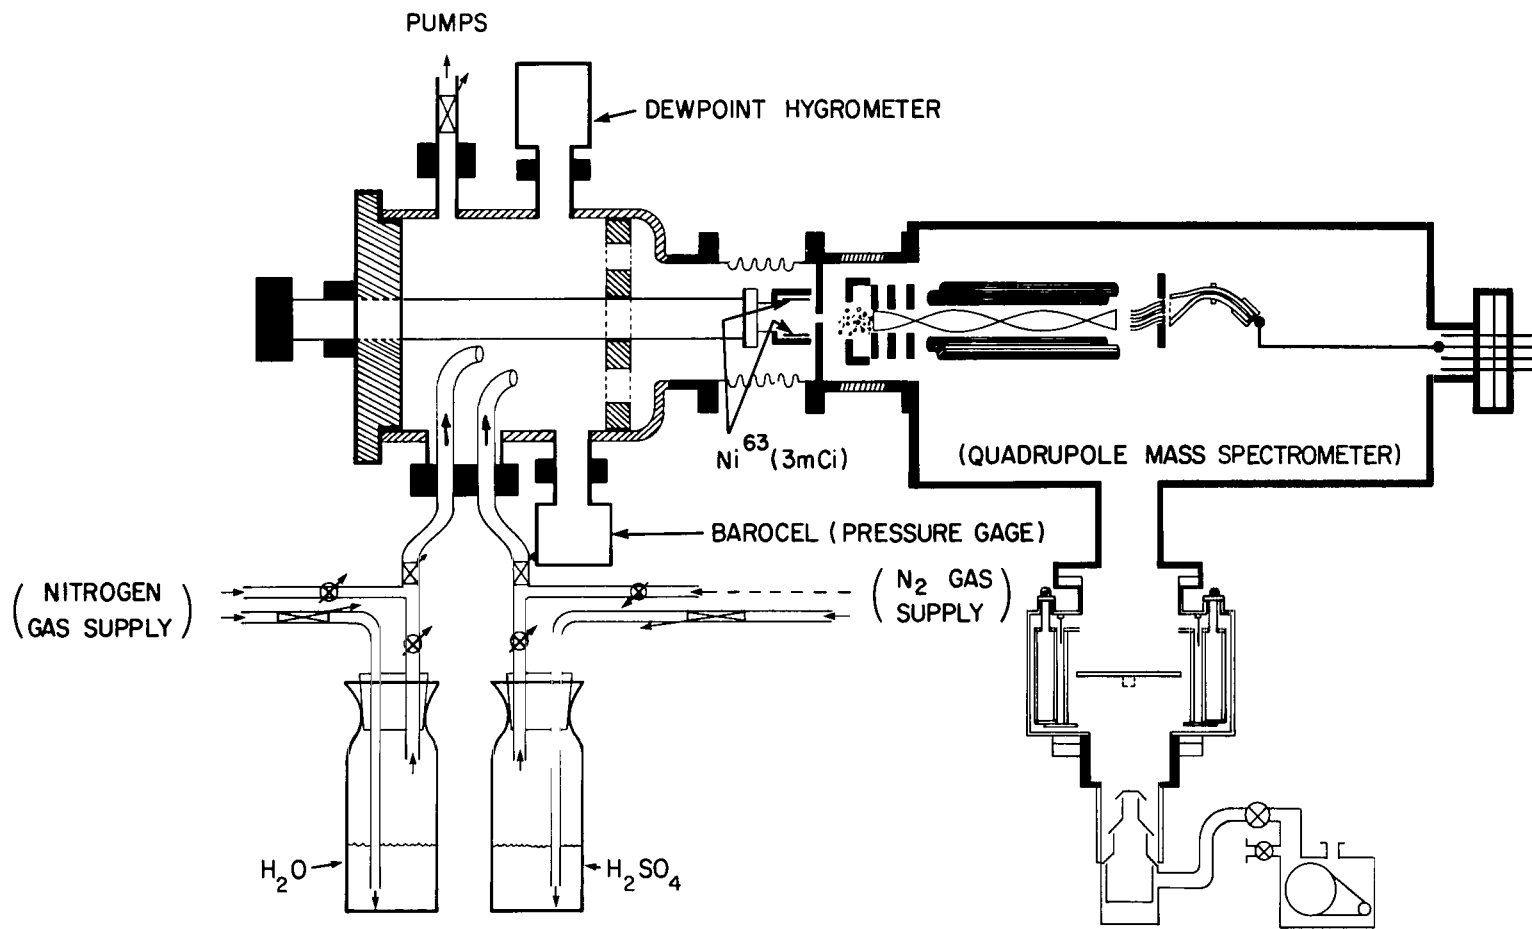 PUMPS
DEWPOINT HYGROMETER
Ni⁶³ (3mCi)
(QUADRUPOLE MASS SPECTROMETER)
BAROCEL (PRESSURE GAGE)
(NITROGEN
GAS SUPPLY)
(N₂ GAS
SUPPLY)
H₂O
H₂SO₄